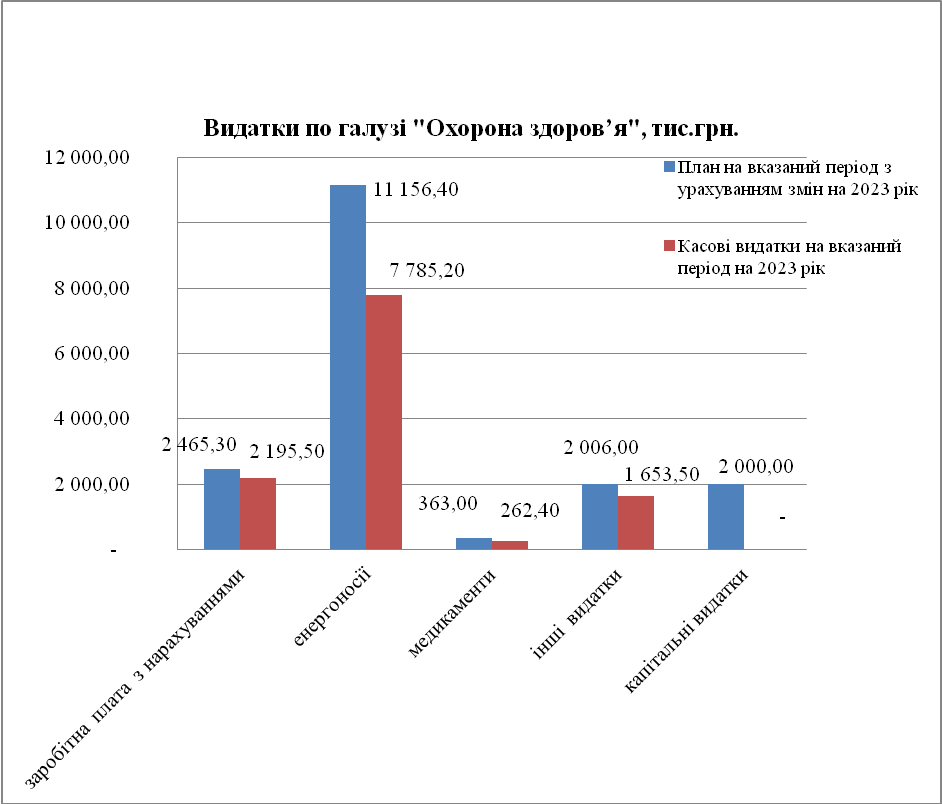 Видатки по галузі "Охорона здоров’я", тис.грн.
12 000,00
10 000,00
8 000,00
6 000,00
4 000,00
2 000,00
-
План на вказаний період з
урахуванням змін на 2023 рік
Касові видатки на вказаний
період на 2023 рік
2 465,30
2 195,50
11 156,40
7 785,20
363,00
262,40
2 006,00
1 653,50
2 000,00
-
заробітна плата з нарахуваннями
енергоносії
медикаменти
інші видатки
капітальні видатки